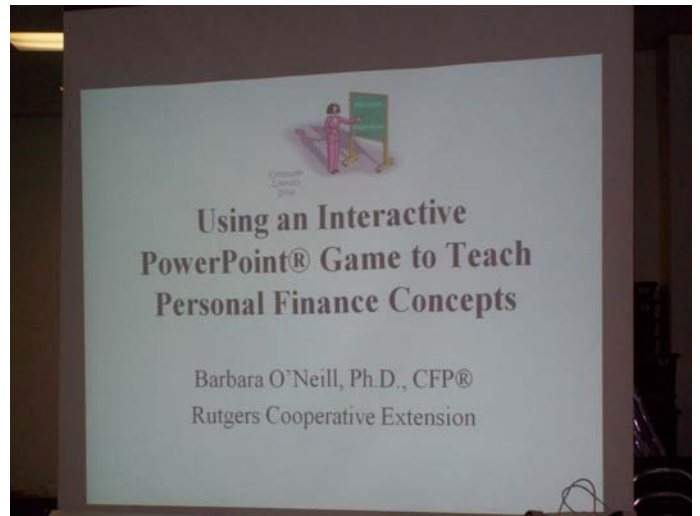 Using an Interactive
PowerPoint® Game to Teach
Personal Finance Concepts
Barbara O'Neill, Ph.D., CFP®
Rutgers Cooperative Extension